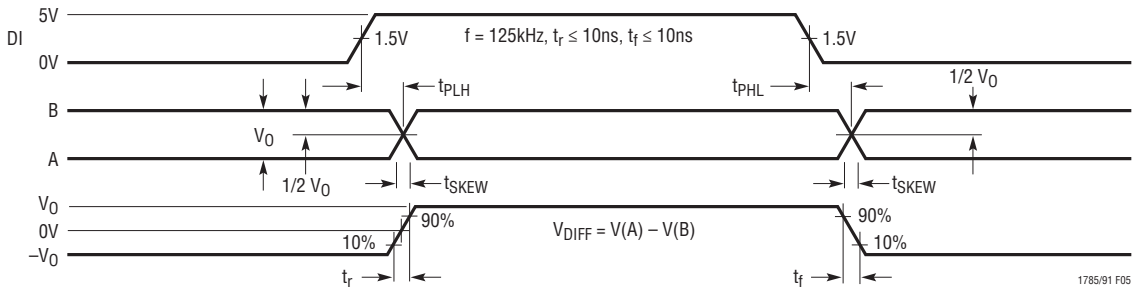 5V
DI
0V
1.5V
f = 125kHz, tr ≤ 10ns, tf ≤ 10ns
1.5V
tPLH
tPHL
1/2 VO
B
VO
A
1/2 VO
tSKEW
tSKEW
VO
0V
–VO
90%
10%
VDIFF = V(A) – V(B)
90%
10%
tr
tf
1785/91 F05